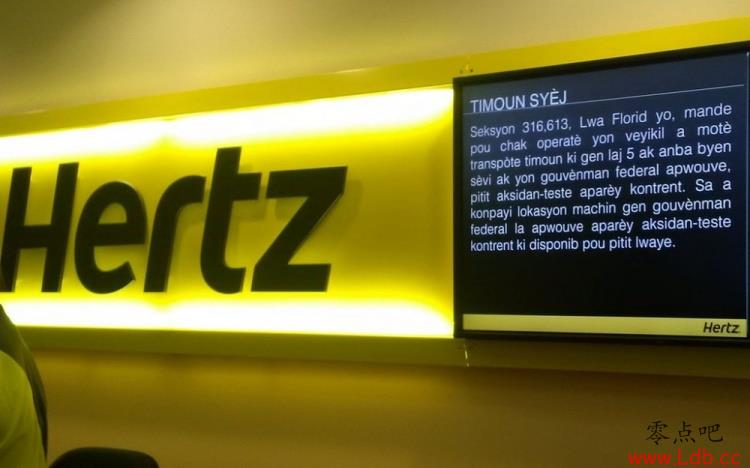 Hertz
TIMOUN SYÈJ
Seksyon 316,613, Lwa Florid yo, mande
pou chak operatè yon veyikil a motè
transpòte timoun ki gen laj 5 ak anba byen
sèvi ak yon gouvènman federal apwouve,
pitit aksidan-teste aparèy kontrent. Sa a
konpayi lokasyon machin gen gouvènman
federal la apwouve aparèy aksidan-teste
kontrent ki disponib pou pitit lwaye.
Hertz
零点吧
www.Ldb.cc